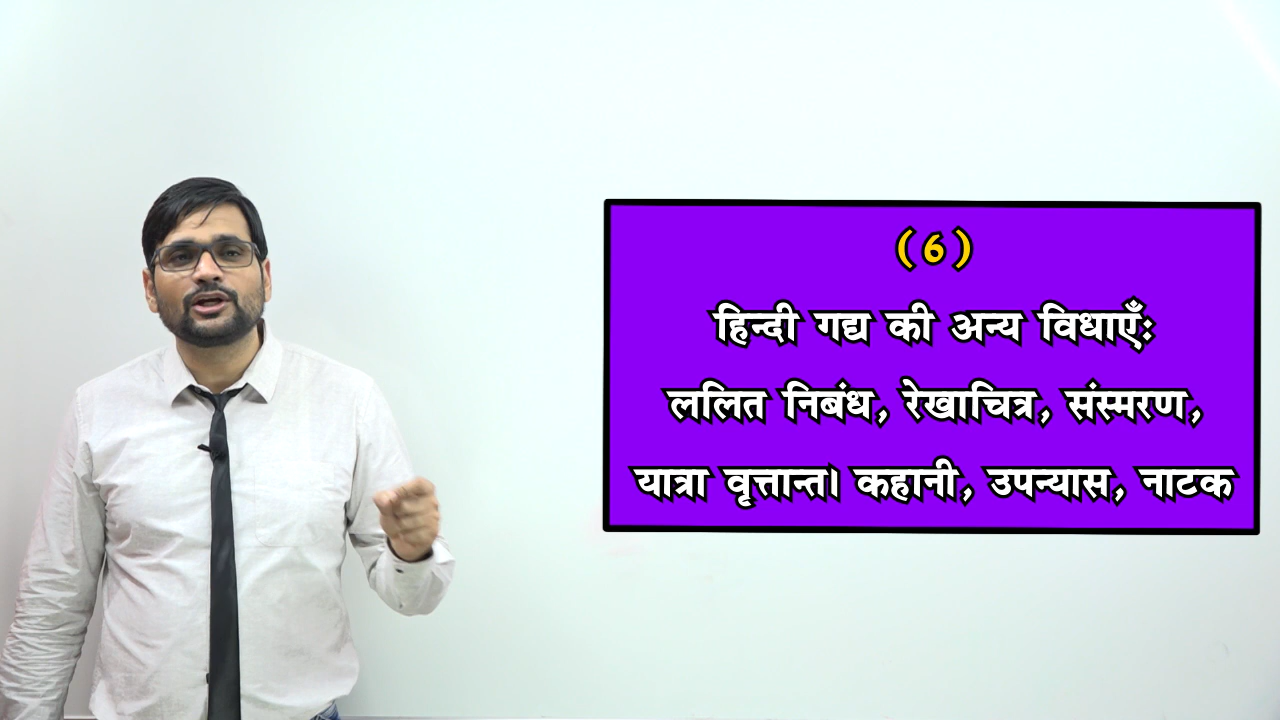 (6)
हिन्दी गद्य की अन्य विधाएँ:
ललित निबंध, रेखाचित्र, संस्मरण,
यात्रा वृत्तान्त। कहानी, उपन्यास, नाटक